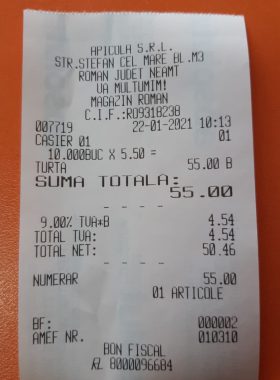 APICOLA S.R.L.
STR.STEFAN CEL MARE BL.M3
ROMAN JUDET NEAMT
VA MULTUMIM!
MAGAZIN ROMAN
C.I.F.:RO9318238
007719 22-01-2021 10:13
CASIER 01 01
10.000BUC X 5.50 =
TURTA 55.00 B
SUMA TOTALA:
55.00
- - - -
9.00% TVA*B 4.54
TOTAL TVA: 4.54
TOTAL NET: 50.46
- - - -
NUMERAR 55.00
01 ARTICOLE
- - - -
BF: 000002
AMEF NR. 010310
BON FISCAL
RL 8000096684